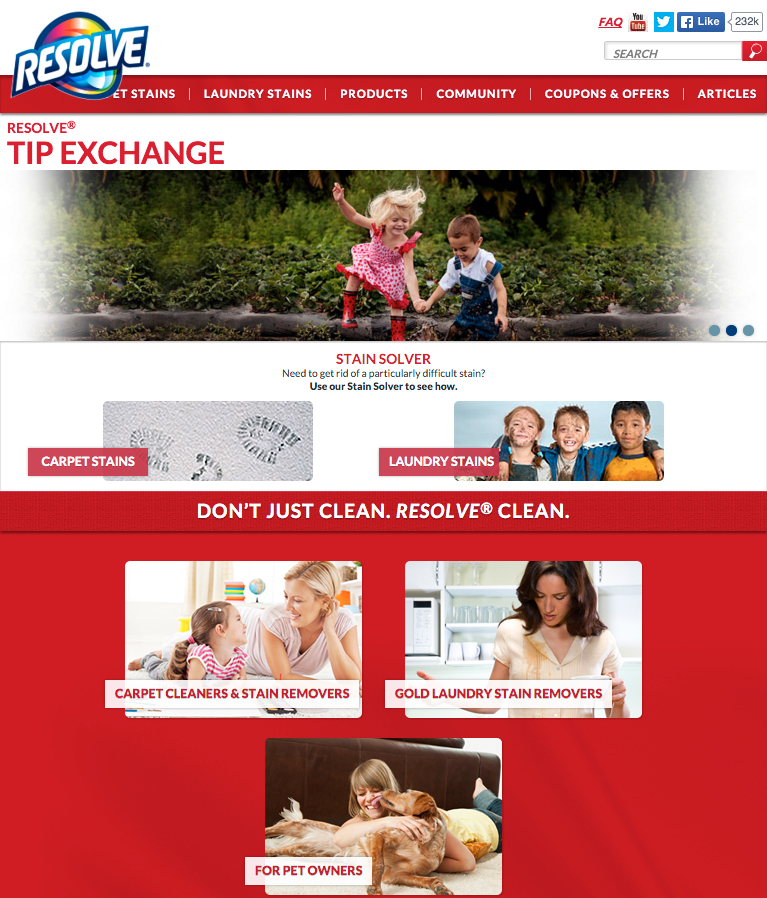 RESOLVE®
FAQ
You Tube
Like
232k
SEARCH
ET STAINS
LAUNDRY STAINS
PRODUCTS
COMMUNITY
COUPONS & OFFERS
ARTICLES
RESOLVE®
TIP EXCHANGE
STAIN SOLVER
Need to get rid of a particularly difficult stain?
Use our Stain Solver to see how.
CARPET STAINS
LAUNDRY STAINS
DON'T JUST CLEAN. RESOLVE® CLEAN.
CARPET CLEANERS & STAIN REMOVERS
GOLD LAUNDRY STAIN REMOVERS
FOR PET OWNERS